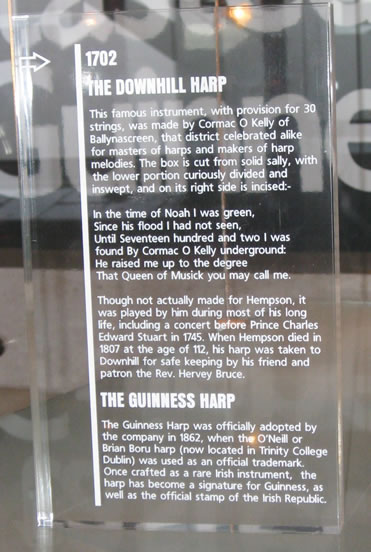 1702
THE DOWNHILL HARP
This famous instrument, with provision for 30
strings, was made by Cormac O Kelly of
Ballynascreen, that district celebrated alike
for masters of harps and makers of harp
melodies. The box is cut from solid sally, with
the lower portion curiously divided and
inswept, and on its right side is incised:-
In the time of Noah I was green,
Since his flood I had not seen,
Until Seventeen hundred and two I was
found By Cormac O Kelly underground:
He raised me up to the degree
That Queen of Musick you may call me.
Though not actually made for Hempson, it
was played by him during most of his long
life, including a concert before Prince Charles
Edward Stuart in 1745. When Hempson died in
1807 at the age of 112, his harp was taken to
Downhill for safe keeping by his friend and
patron the Rev. Hervey Bruce.
THE GUINNESS HARP
The Guinness Harp was officially adopted by
the company in 1862, when the O'Neill or
Brian Boru harp (now located in Trinity College
Dublin) was used as an official trademark.
Once crafted as a rare Irish instrument, the
harp has become a signature for Guinness, as
well as the official stamp of the Irish Republic.